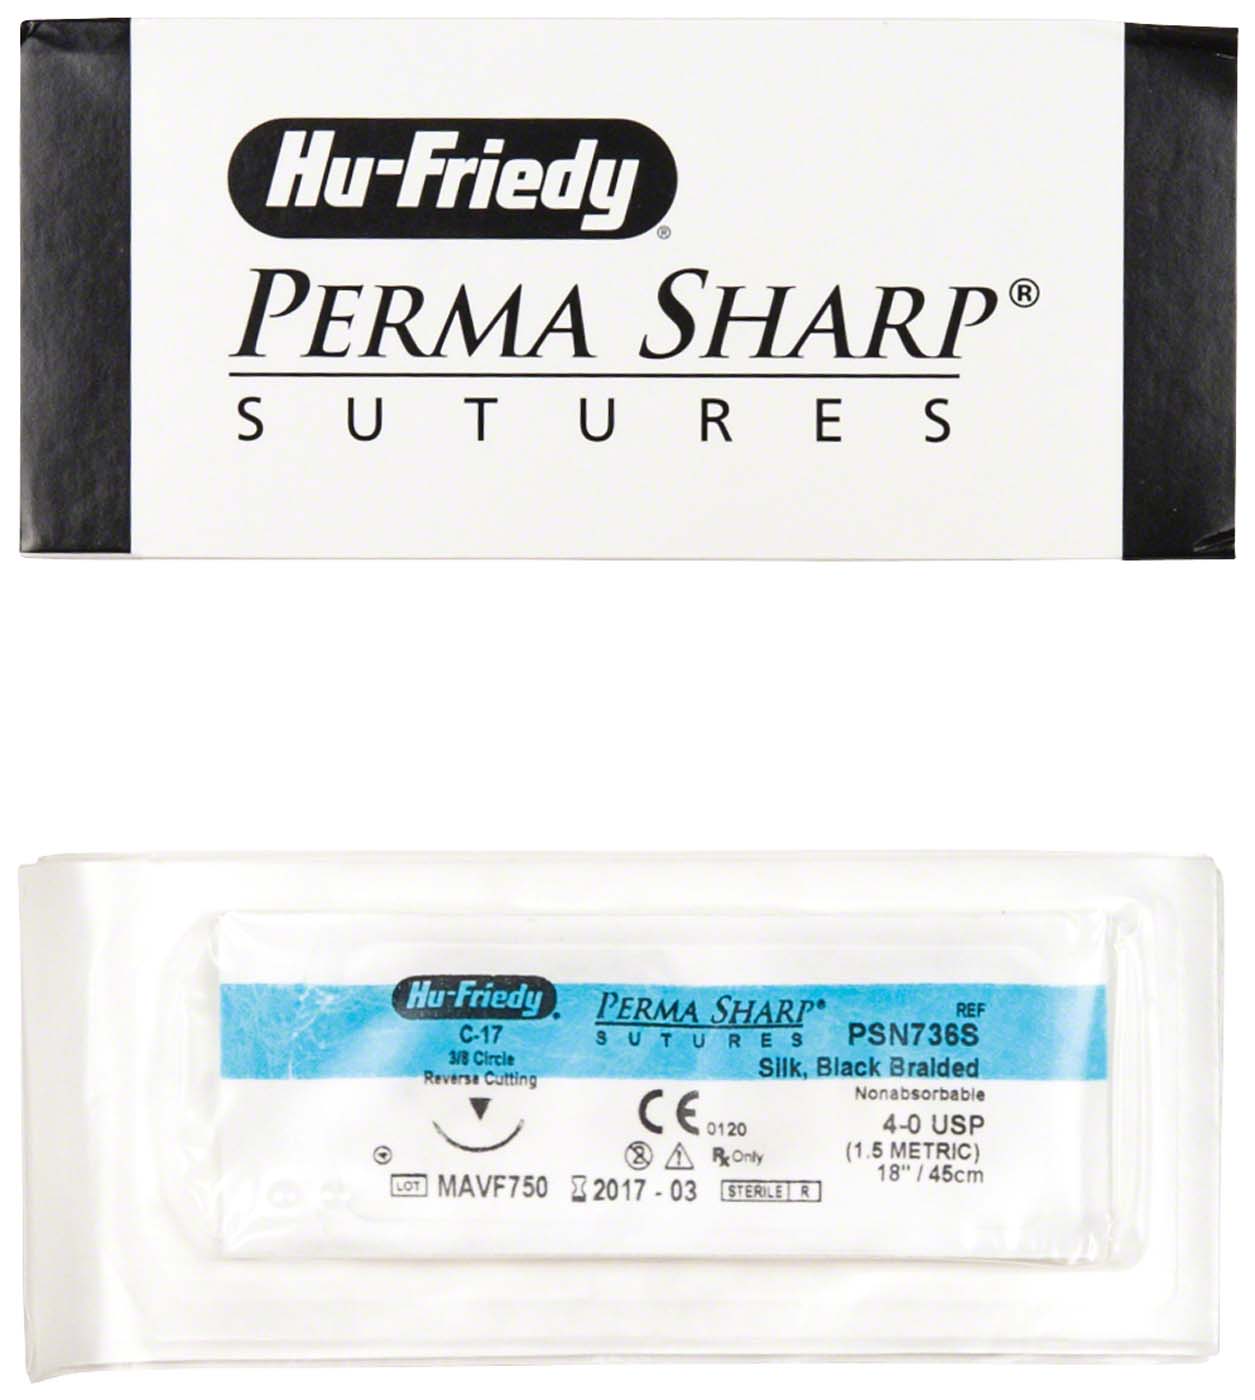 Hu-Friedy®
PERMA SHARP®
SUTURES
Hu-Friedy®
C-17
3/8 Circle
Reverse Cutting
PERMA SHARP®
SUTURES
REF
PSN736S
Silk, Black Braided
Nonabsorbable
4-0 USP
(1.5 METRIC)
18" / 45cm
CE 0120
2 Rx Only
LOT MAVF750 2017 - 03 STERILE R